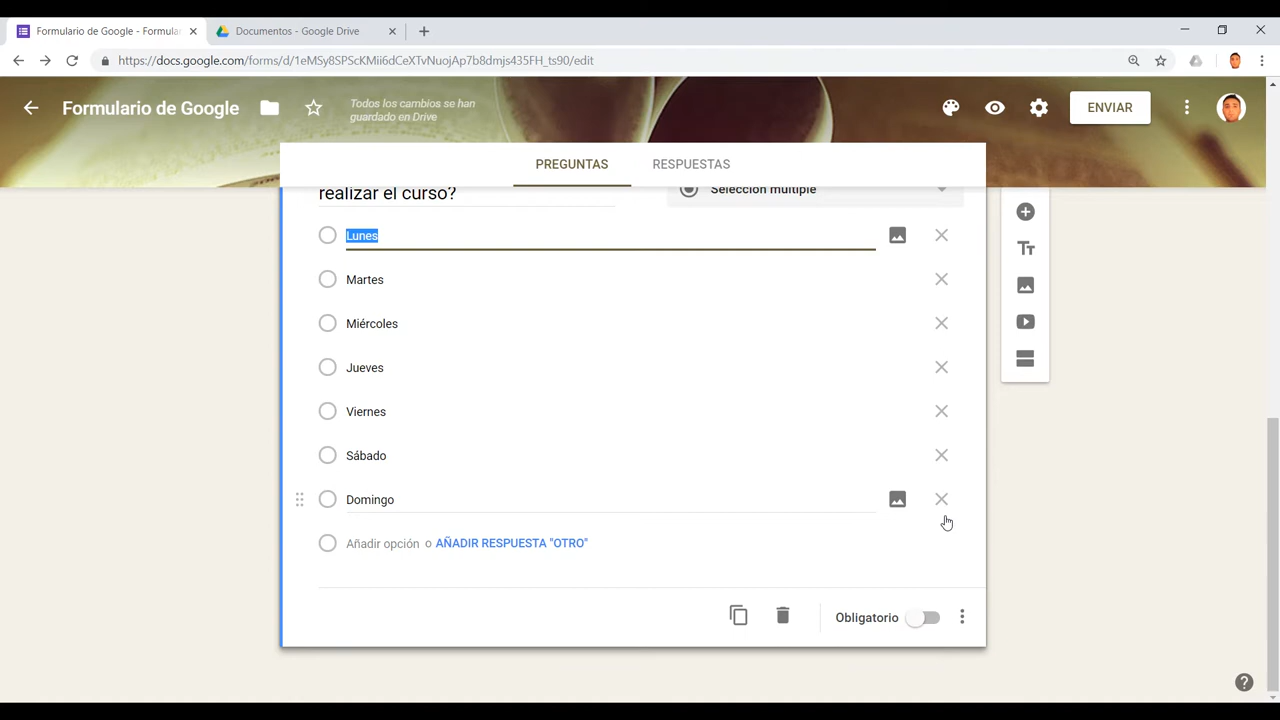 Formulario de Google - Formula
Documentos - Google Drive
https://docs.google.com/forms/d/1eMSy8SPScKMii6dCeXTvNuojAp7b8dmjs435FH_ts90/edit
Formulario de Google
Todos los cambios se han
guardado en Drive
ENVIAR
PREGUNTAS
RESPUESTAS
realizar el curso?
Selección múltiple
Lunes
Martes
Miércoles
Jueves
Viernes
Sábado
Domingo
Añadir opción o AÑADIR RESPUESTA "OTRO"
Obligatorio